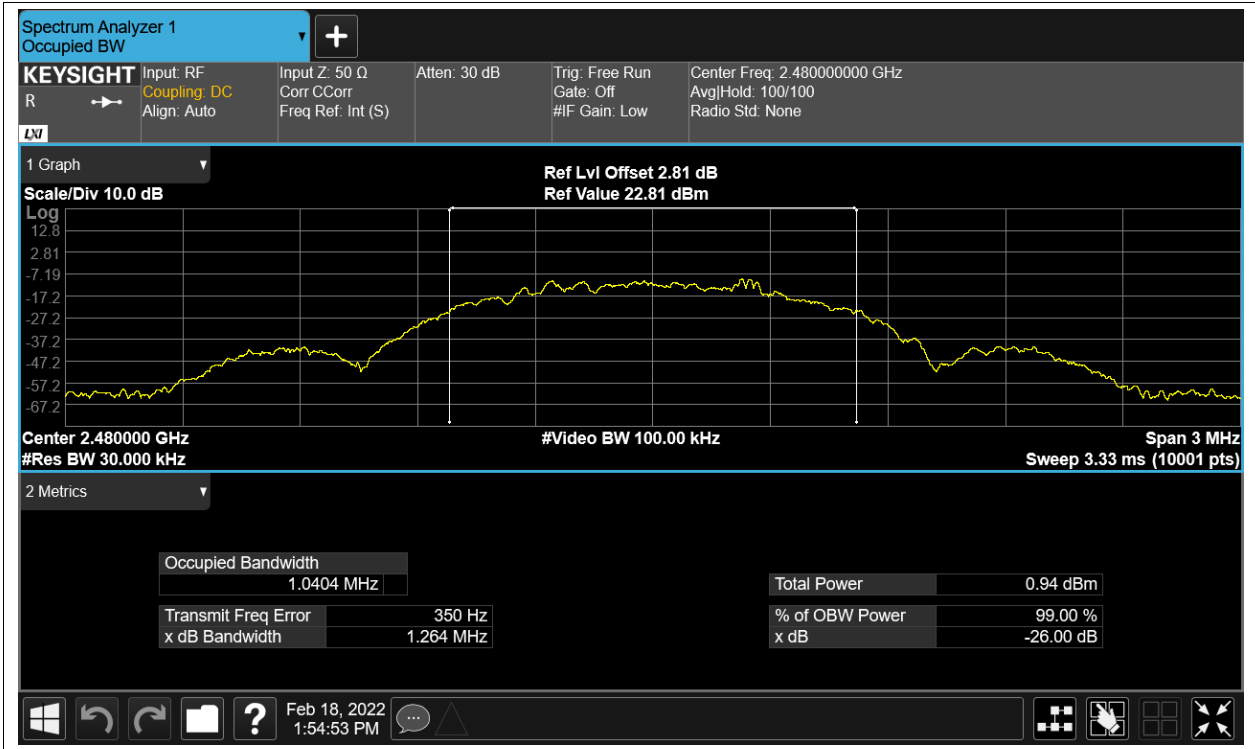 Spectrum Analyzer 1
Occupied BW
KEYSIGHT
R
LXI
Input: RF
Coupling: DC
Align: Auto
Input Z: 50 Ω
Corr CCorr
Freq Ref: Int (S)
Atten: 30 dB
Trig: Free Run
Gate: Off
#IF Gain: Low
Center Freq: 2.480000000 GHz
Avg|Hold: 100/100
Radio Std: None
1 Graph
Scale/Div 10.0 dB
Ref Lvl Offset 2.81 dB
Ref Value 22.81 dBm
Log
12.8
2.81
-7.19
-17.2
-27.2
-37.2
-47.2
-57.2
-67.2
Center 2.480000 GHz
#Video BW 100.00 kHz
Span 3 MHz
#Res BW 30.000 kHz
Sweep 3.33 ms (10001 pts)
2 Metrics
Occupied Bandwidth
1.0404 MHz
Transmit Freq Error 350 Hz
x dB Bandwidth 1.264 MHz
Total Power 0.94 dBm
% of OBW Power 99.00 %
x dB -26.00 dB
Feb 18, 2022
1:54:53 PM